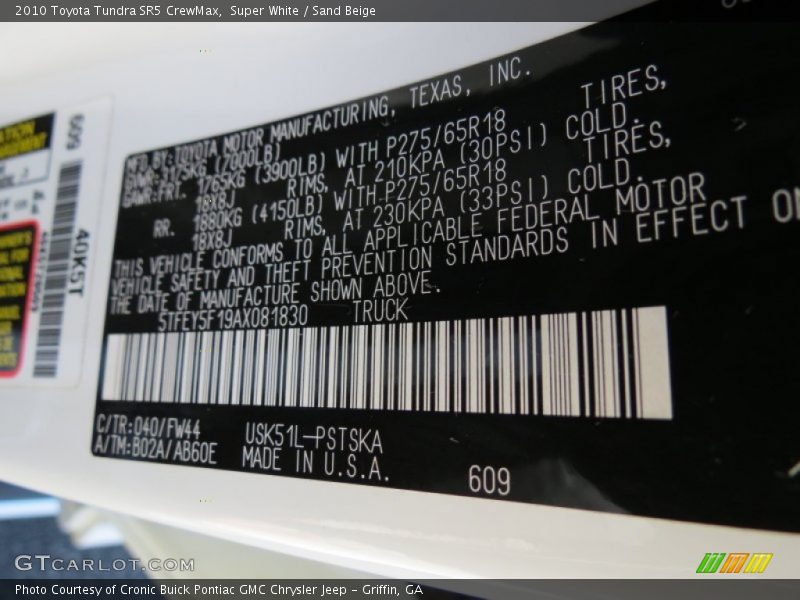 2010 Toyota Tundra SR5 CrewMax, Super White / Sand Beige
MFD BY: TOYOTA MOTOR MANUFACTURING, TEXAS, INC.
GVWR: 3175KG (7000LB)
GAWR:FRT. 1765KG (3900LB) WITH P275/65R18 TIRES,
18X8J RIMS, AT 210KPA (30PSI) COLD.
RR. 1880KG (4150LB) WITH P275/65R18 TIRES,
18X8J RIMS, AT 230KPA (33PSI) COLD.
THIS VEHICLE CONFORMS TO ALL APPLICABLE FEDERAL MOTOR
VEHICLE SAFETY AND THEFT PREVENTION STANDARDS IN EFFECT ON
THE DATE OF MANUFACTURE SHOWN ABOVE.
5TFEY5F19AX081830 TRUCK
C/TR:040/FW44 USK51L-PSTSKA
A/TM:B02A/AB60E MADE IN U.S.A.
609
609
40K5T
GTCARLOT.COM
Photo Courtesy of Cronic Buick Pontiac GMC Chrysler Jeep - Griffin, GA